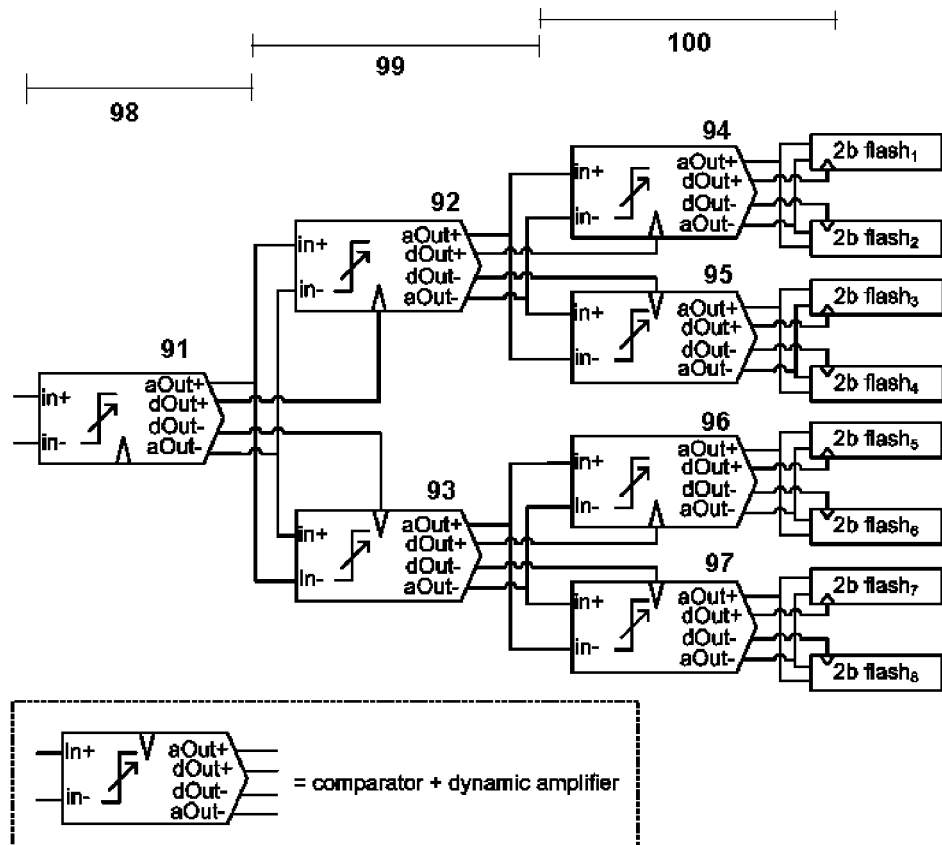 100
99
98
94
in+
in-
aOut+
dOut+
dOut-
aOut-
2b flash₁
2b flash₂
92
in+
in-
aOut+
dOut+
dOut-
aOut-
95
in+
in-
aOut+
dOut+
dOut-
aOut-
2b flash₃
2b flash₄
91
in+
in-
aOut+
dOut+
dOut-
aOut-
96
in+
In-
aOut+
dOut+
dOut-
aOut-
2b flash₅
2b flash₆
93
in+
In-
aOut+
dOut+
dOut-
aOut-
97
in+
in-
aOut+
dOut+
dOut-
aOut-
2b flash₇
2b flash₈
In+
in-
aOut+
dOut+
dOut-
aOut-
= comparator + dynamic amplifier